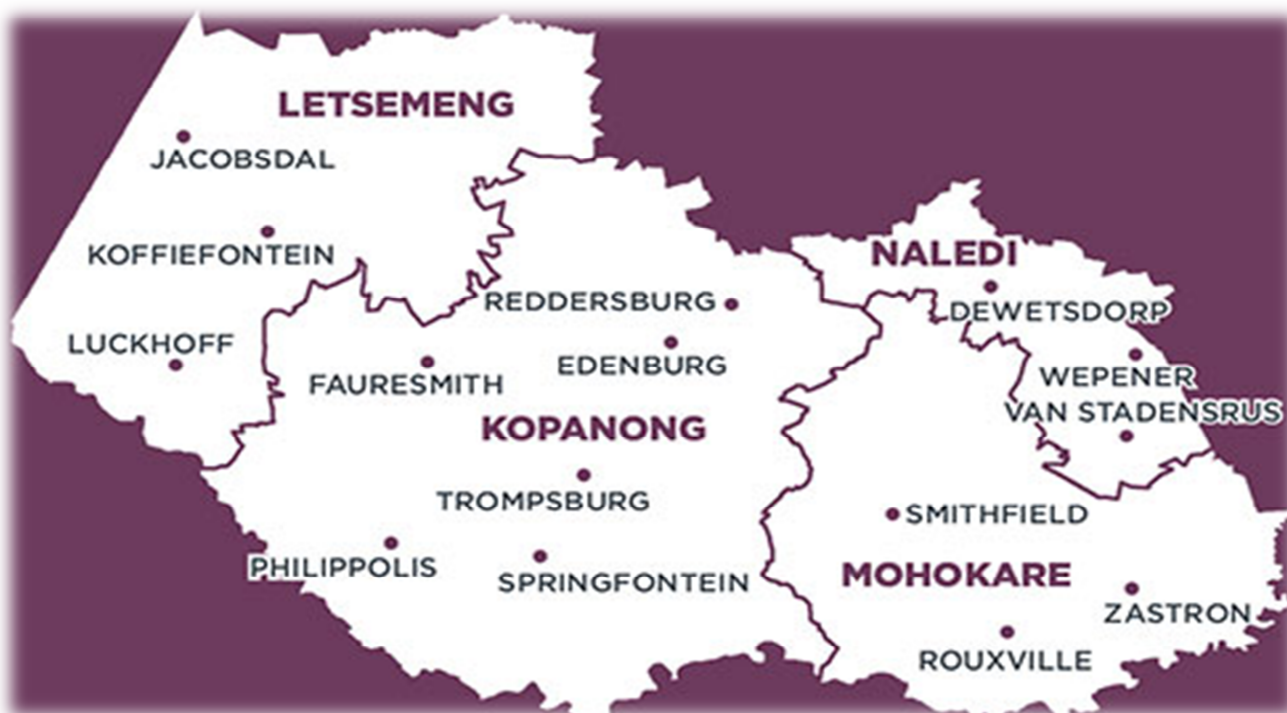 LETSEMENG
JACOBSDAL
KOFFIEFONTEIN
LUCKHOFF
NALEDI
DEWETSDORP
WEPENER
VAN STADENSRUS
REDDERSBURG
EDENBURG
FAURESMITH
KOPANONG
TROMPSBURG
PHILIPPOLIS
SPRINGFONTEIN
SMITHFIELD
MOHOKARE
ZASTRON
ROUXVILLE